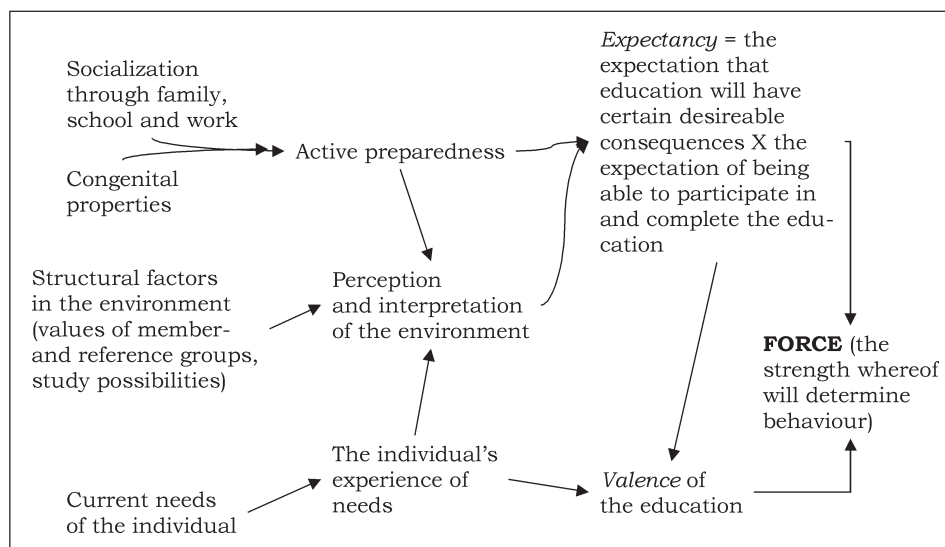 Socialization
through family,
school and work
Congenital
properties
Active preparedness
Expectancy = the
expectation that
education will have
certain desireable
consequences X the
expectation of being
able to participate in
and complete the edu-
cation
Structural factors
in the environment
(values of member-
and reference groups,
study possibilities)
Perception
and interpretation
of the environment
FORCE (the
strength whereof
will determine
behaviour)
The individual's
experience of
needs
Current needs
of the individual
Valence of
the education